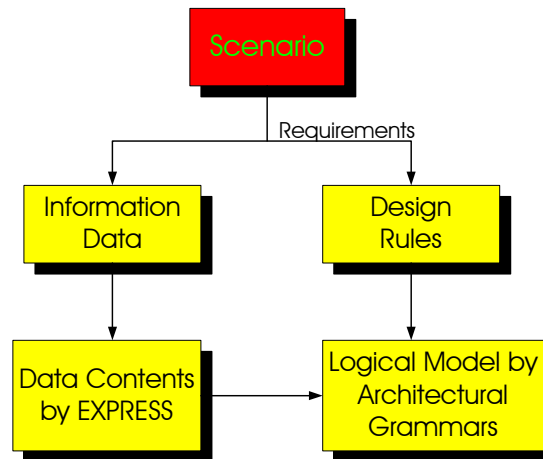 Scenario
Requirements
Information
Data
Design
Rules
Data Contents
by EXPRESS
Logical Model by
Architectural
Grammars